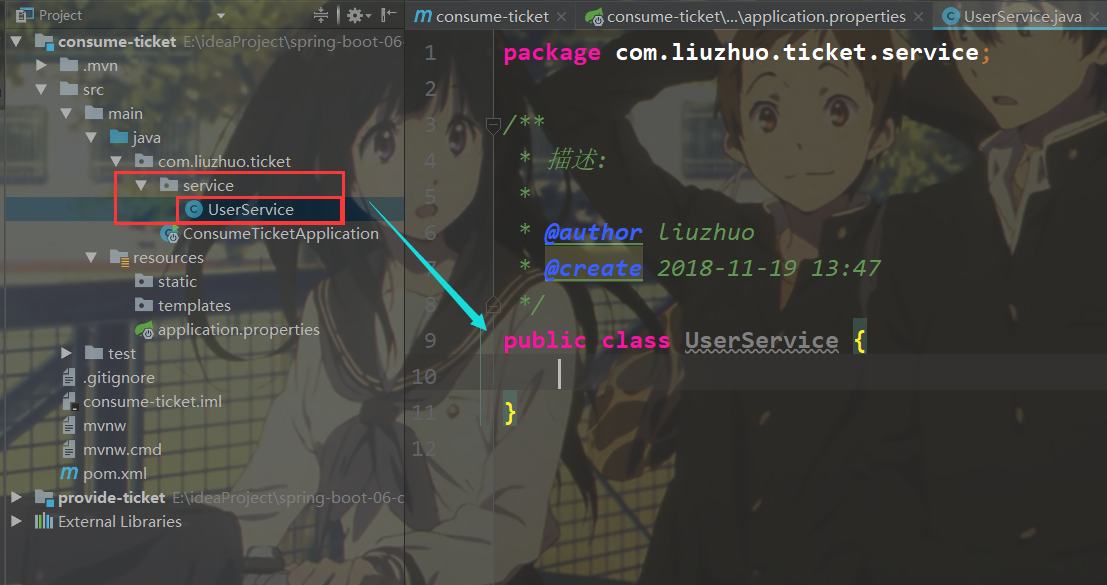 Project
consume-ticket E:\ideaProject\spring-boot-06
.mvn
src
main
java
com.liuzhuo.ticket
service
UserService
ConsumeTicketApplication
resources
static
templates
application.properties
test
.gitignore
consume-ticket.iml
mvnw
mvnw.cmd
pom.xml
provide-ticket E:\ideaProject\spring-boot-06-c
External Libraries
consume-ticket
consume-ticket\...\application.properties
UserService.java
1 package com.liuzhuo.ticket.service;
2
3 /**
4 * 描述:
5 *
6 * @author liuzhuo
7 * @create 2018-11-19 13:47
8 */
9 public class UserService {
10
11 }
12